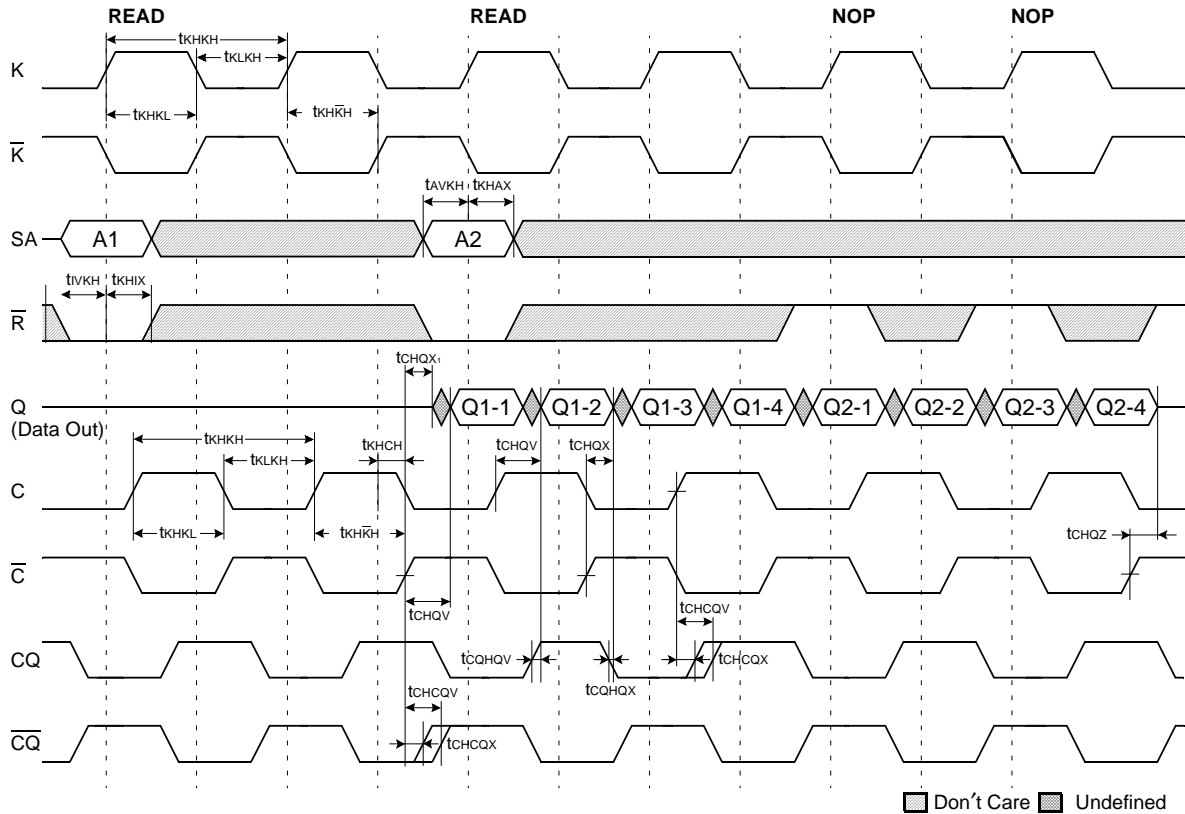 READ READ NOP NOP
tKHKH
K
tKLKH
tKHKL
tKHK̅H
K̅
tAVKH tKHAX
SA A1 A2
tIVKH tKHIX
R̅
tCHQX1
Q Q1-1 Q1-2 Q1-3 Q1-4 Q2-1 Q2-2 Q2-3 Q2-4
(Data Out)
tKHKH tKHCH tCHQV tCHQX
tKLKH
C
tKHKL tKHK̅H
tCHQZ
C̅
tCHQV tCHCQV
CQ tCQHQV tCHCQX
tCQHQX
tCHCQV
C̅Q̅ tCHCQX
Don't Care Undefined